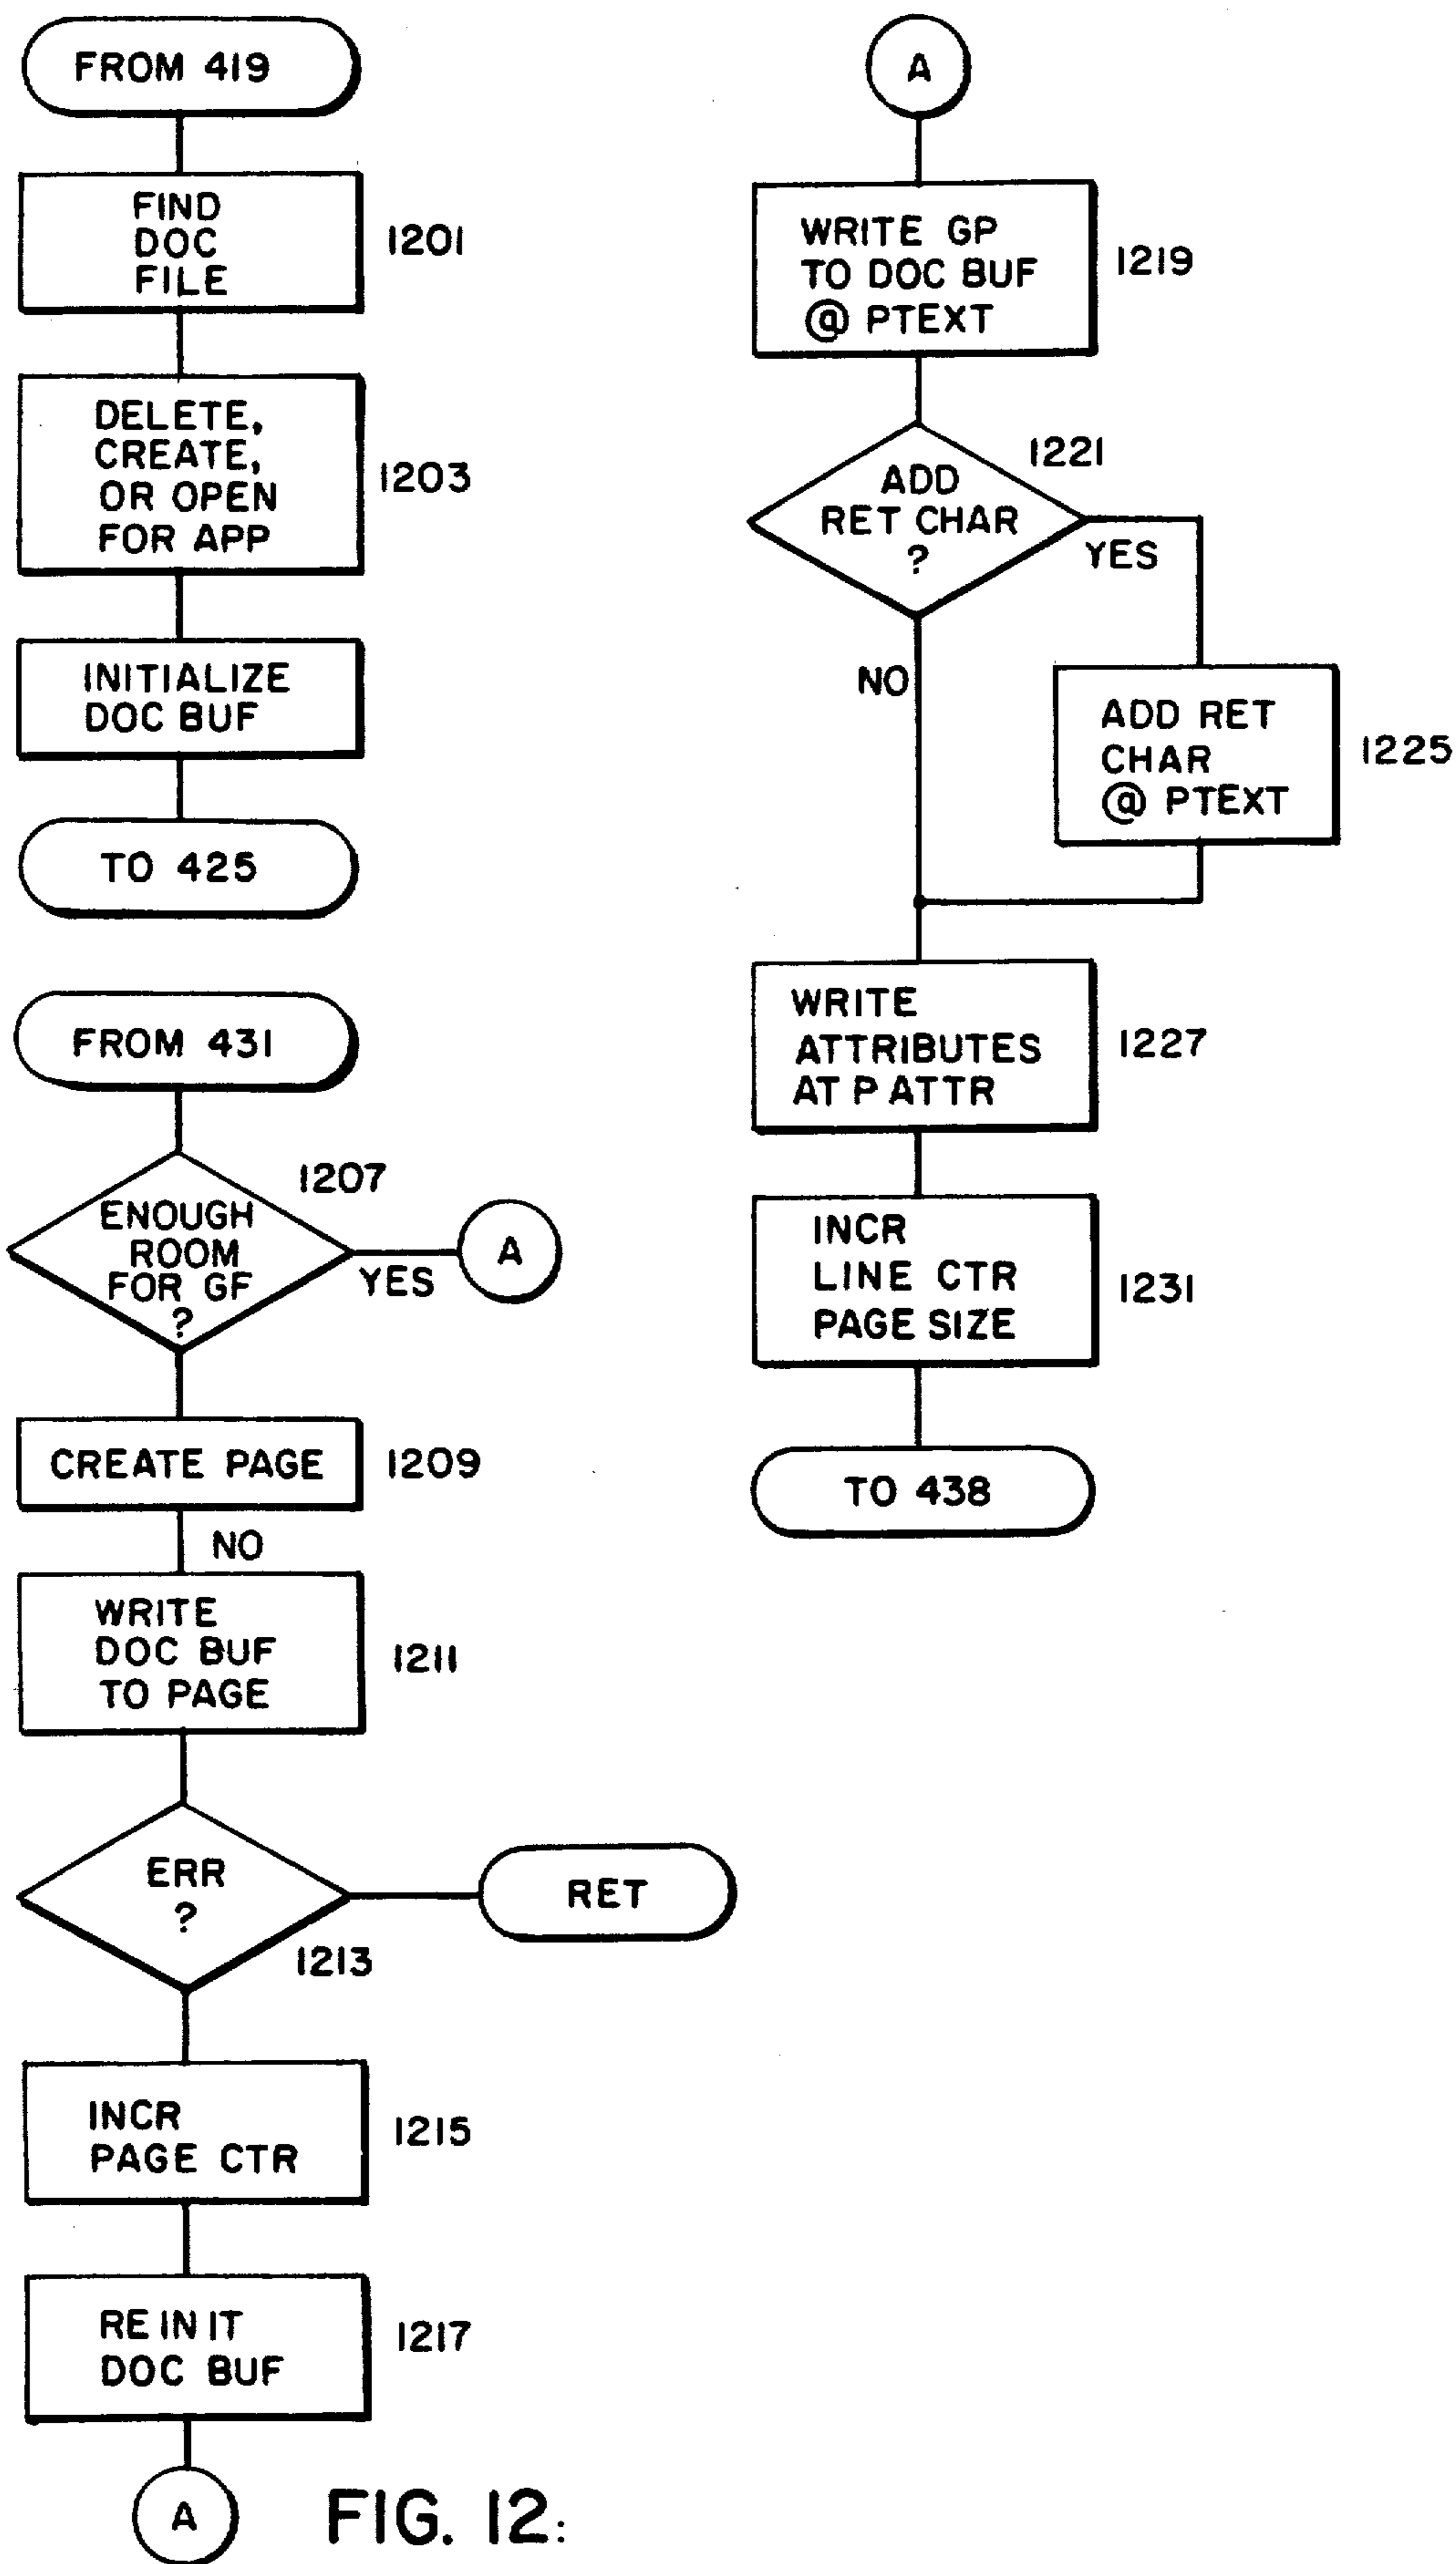 FROM 419
FIND
DOC
FILE
1201
DELETE,
CREATE,
OR OPEN
FOR APP
1203
INITIALIZE
DOC BUF
TO 425
FROM 431
1207
ENOUGH
ROOM
FOR GF
?
YES
A
CREATE PAGE
1209
NO
WRITE
DOC BUF
TO PAGE
1211
ERR
?
1213
RET
INCR
PAGE CTR
1215
REINIT
DOC BUF
1217
A
A
WRITE GP
TO DOC BUF
@ PTEXT
1219
1221
ADD
RET CHAR
?
YES
NO
ADD RET
CHAR
@ PTEXT
1225
WRITE
ATTRIBUTES
AT P ATTR
1227
INCR
LINE CTR
PAGE SIZE
1231
TO 438
FIG. 12: